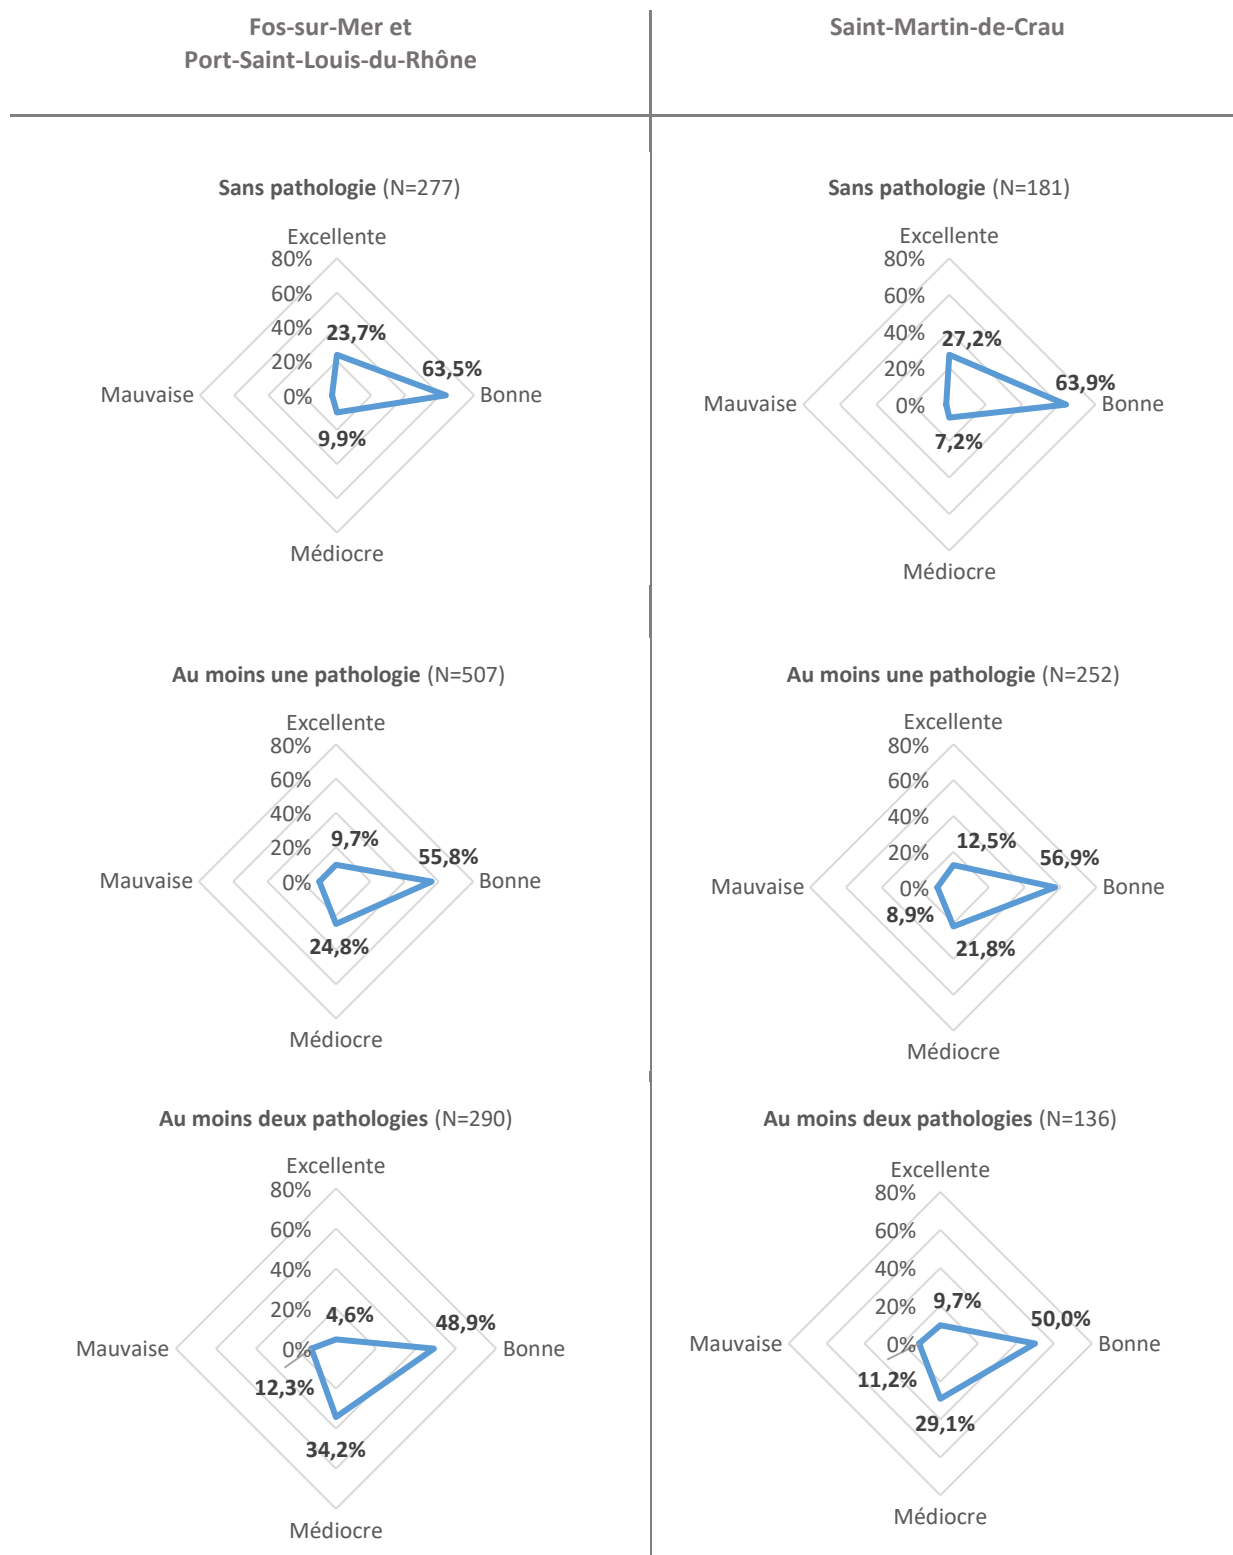 Fos-sur-Mer et
Port-Saint-Louis-du-Rhône
Saint-Martin-de-Crau
Sans pathologie (N=277)
Excellente
80%
60%
40%
20%
0%
23,7%
63,5%
Bonne
Mauvaise
9,9%
Médiocre
Sans pathologie (N=181)
Excellente
80%
60%
40%
20%
0%
27,2%
63,9%
Bonne
Mauvaise
7,2%
Médiocre
Au moins une pathologie (N=507)
Excellente
80%
60%
40%
20%
0%
9,7%
55,8%
Bonne
Mauvaise
24,8%
Médiocre
Au moins une pathologie (N=252)
Excellente
80%
60%
40%
20%
0%
12,5%
56,9%
Bonne
Mauvaise
8,9%
21,8%
Médiocre
Au moins deux pathologies (N=290)
Excellente
80%
60%
40%
20%
0%
4,6%
48,9%
Bonne
Mauvaise
12,3%
34,2%
Médiocre
Au moins deux pathologies (N=136)
Excellente
80%
60%
40%
20%
0%
9,7%
50,0%
Bonne
Mauvaise
11,2%
29,1%
Médiocre